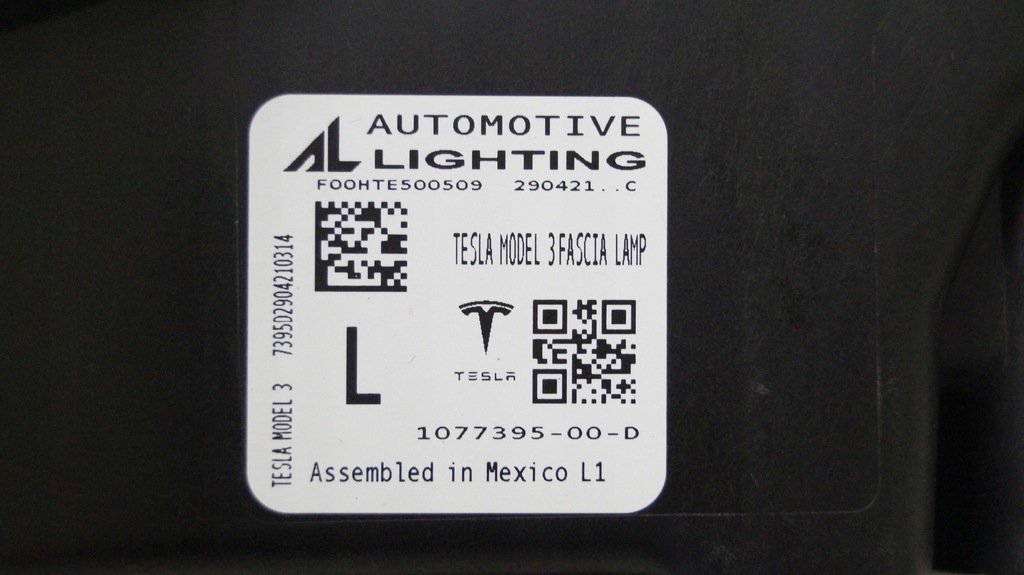 AL AUTOMOTIVE
LIGHTING
F00HTE500509 290421..C
TESLA MODEL 3 FASCIA LAMP
TESLA MODEL 3 7395D2904210314
L
TESLA
1077395-00-D
Assembled in Mexico L1